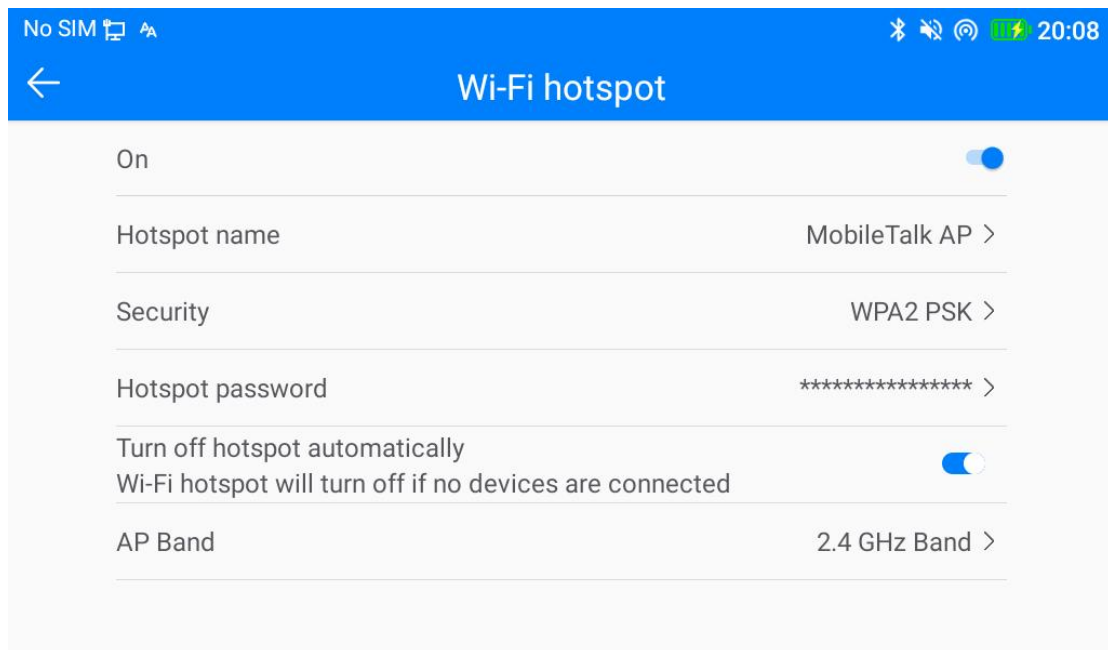 No SIM 20:08
Wi-Fi hotspot
On
Hotspot name MobileTalk AP >
Security WPA2 PSK >
Hotspot password **************** >
Turn off hotspot automatically
Wi-Fi hotspot will turn off if no devices are connected
AP Band 2.4 GHz Band >